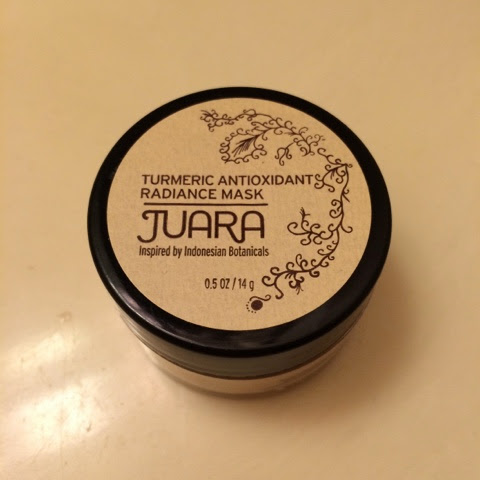 TURMERIC ANTIOXIDANT
RADIANCE MASK
JUARA
Inspired by Indonesian Botanicals
0.5 OZ / 14 g